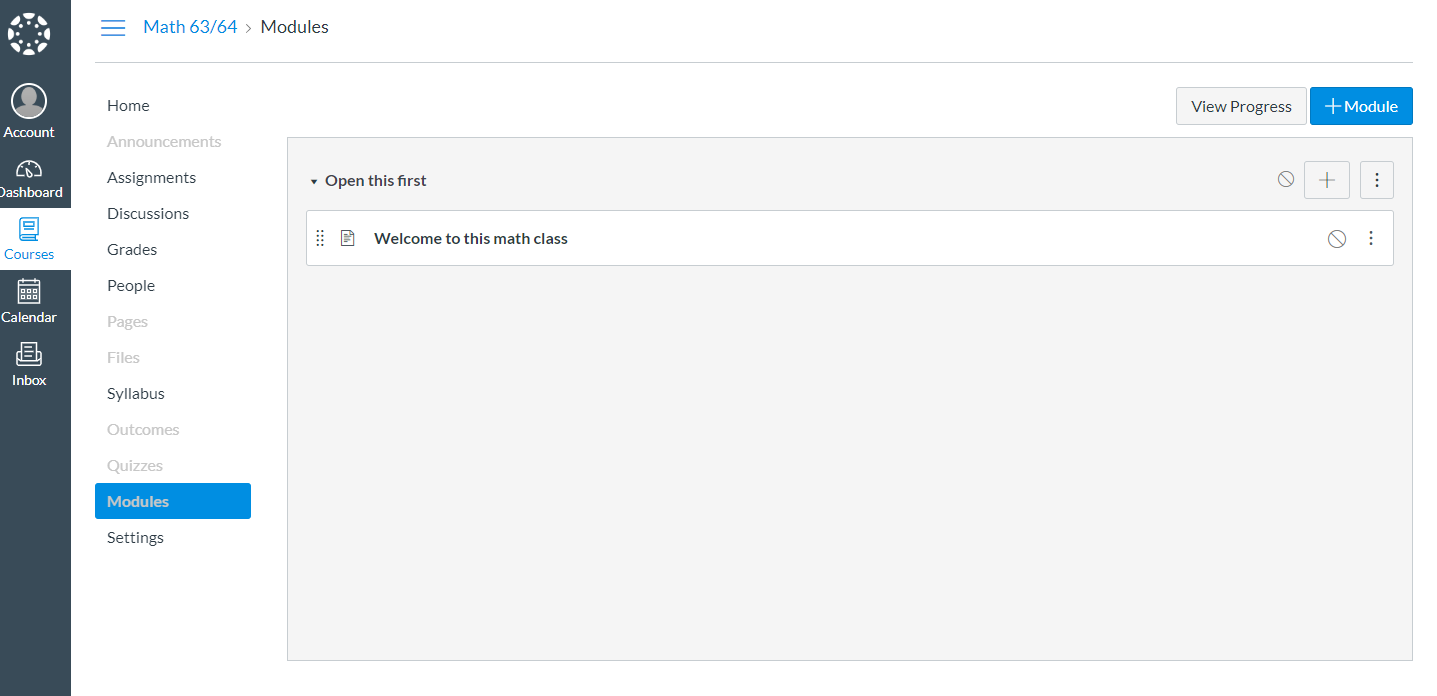 Math 63/64 > Modules
Account
Dashboard
Courses
Calendar
Inbox
Home
Announcements
Assignments
Discussions
Grades
People
Pages
Files
Syllabus
Outcomes
Quizzes
Modules
Settings
View Progress
+ Module
Open this first
Welcome to this math class